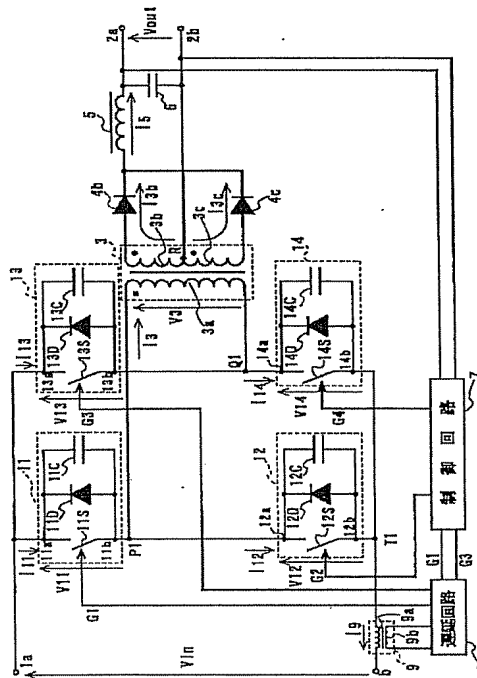 1a
Vin
b
I11
11
11a
11C
11D
11S
11b
V11
G1
I13
13
13a
13C
13D
13S
13b
V13
G3
P1
Q1
I3
V3
3
3a
3b
3c
R
I3b
I3c
4b
4c
5
I5
6
2a
2b
Vout
I12
12
12a
12C
12D
12S
12b
V12
G2
I14
14
14a
14C
14D
14S
14b
V14
G4
T1
I9
9a
9b
9
遅延回路
G1
G3
制御回路
7